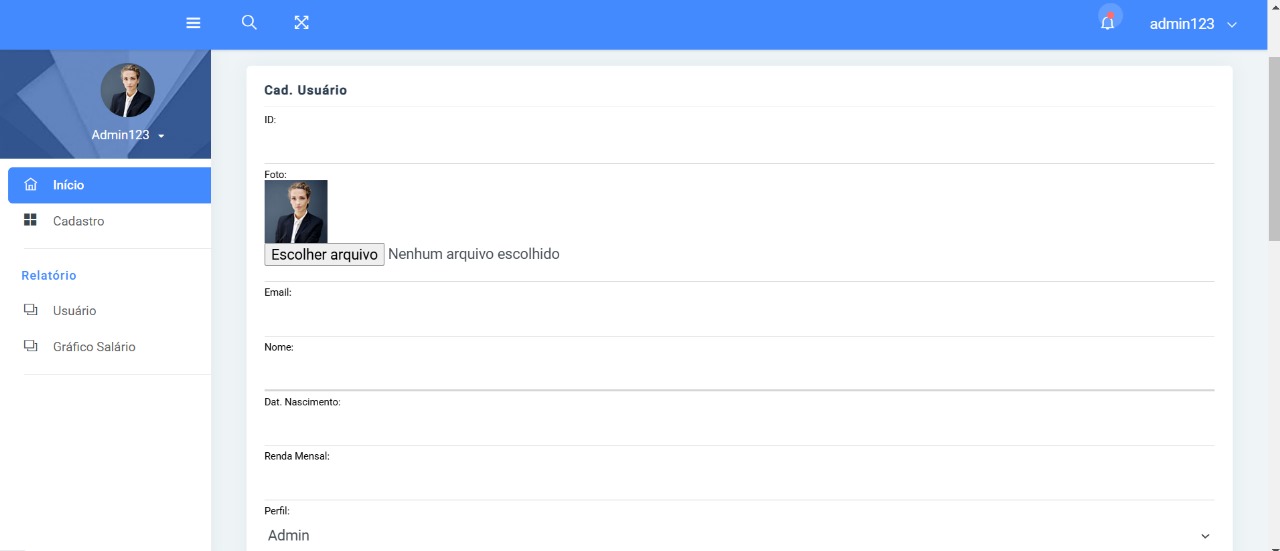 admin123
Admin123
Início
Cadastro
Relatório
Usuário
Gráfico Salário
Cad. Usuário
ID:
Foto:
Escolher arquivo Nenhum arquivo escolhido
Email:
Nome:
Dat. Nascimento:
Renda Mensal:
Perfil:
Admin